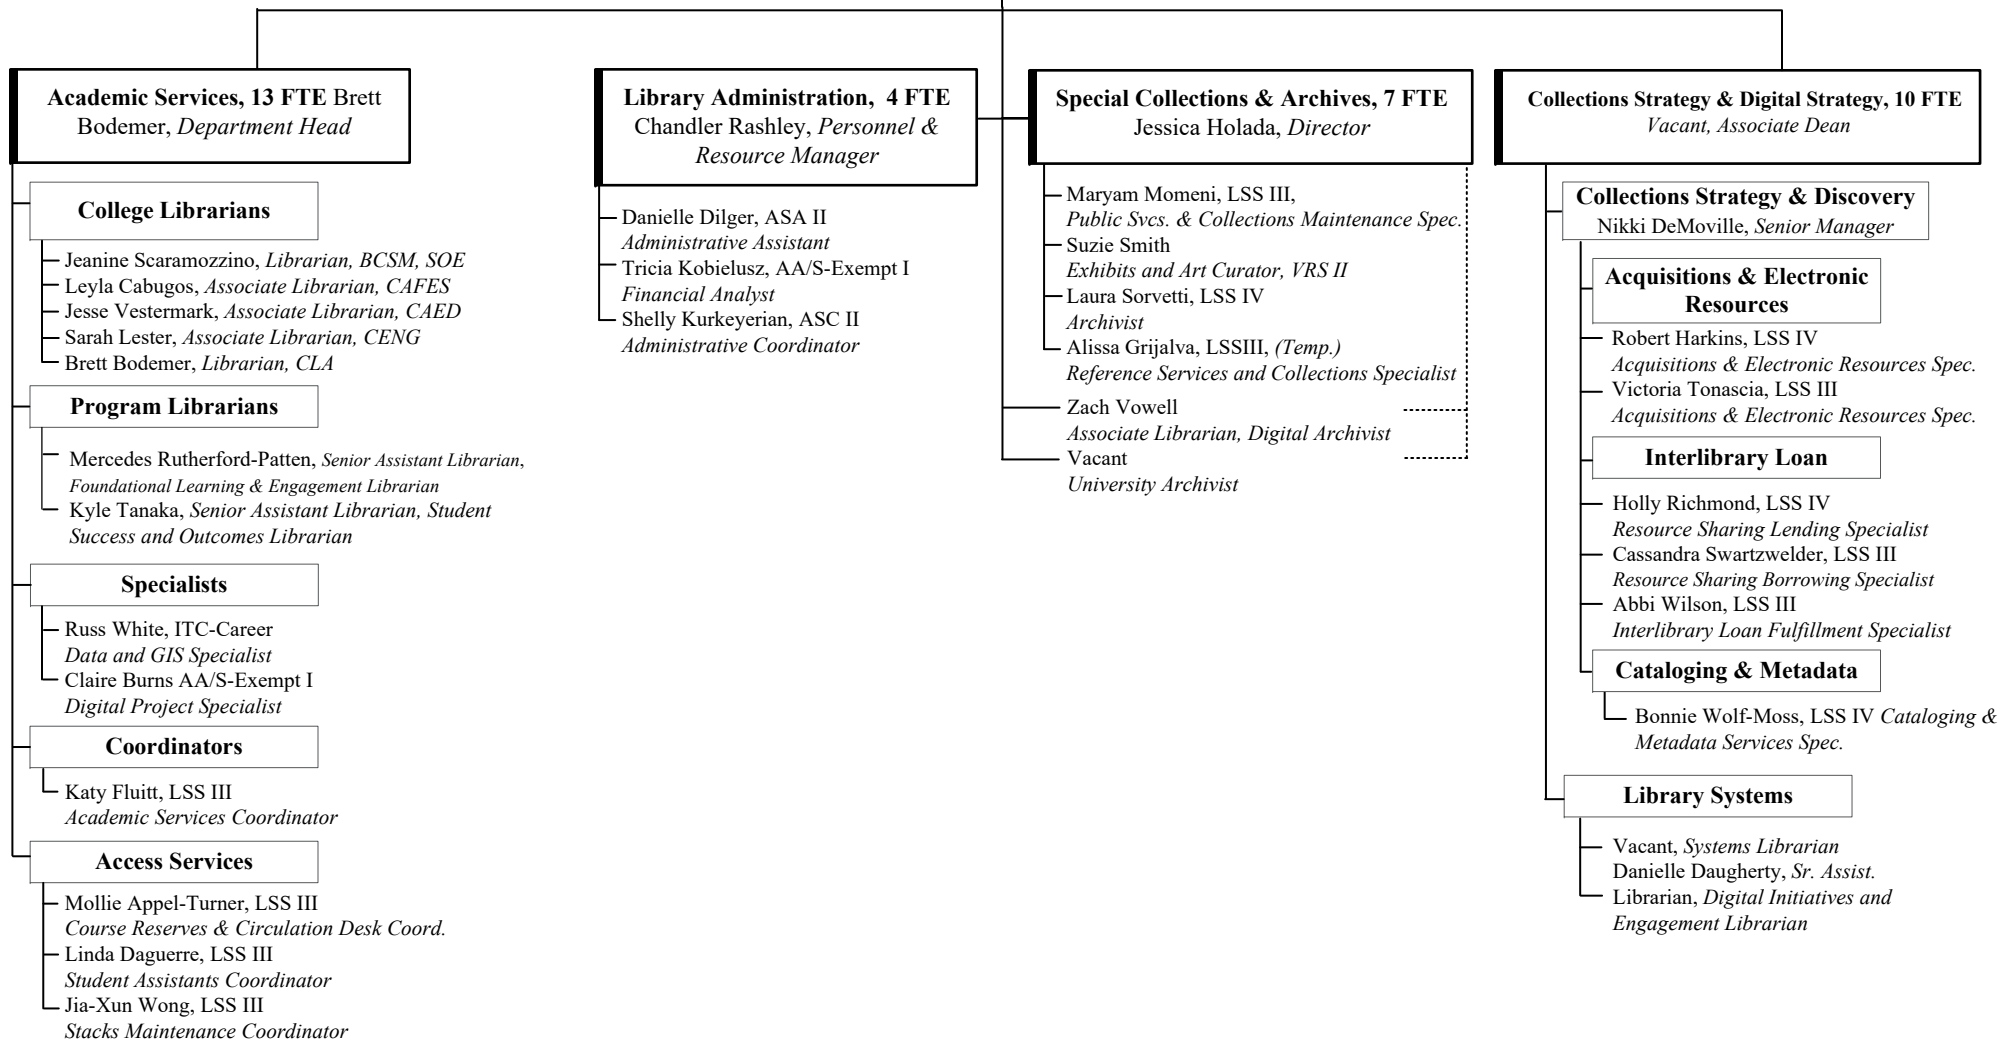 Academic Services, 13 FTE Brett
Bodemer, Department Head
College Librarians
Jeanine Scaramozzino, Librarian, BCSM, SOE
Leyla Cabugos, Associate Librarian, CAFES
Jesse Vestermark, Associate Librarian, CAED
Sarah Lester, Associate Librarian, CENG
Brett Bodemer, Librarian, CLA
Program Librarians
Mercedes Rutherford-Patten, Senior Assistant Librarian,
Foundational Learning & Engagement Librarian
Kyle Tanaka, Senior Assistant Librarian, Student
Success and Outcomes Librarian
Specialists
Russ White, ITC-Career
Data and GIS Specialist
Claire Burns AA/S-Exempt I
Digital Project Specialist
Coordinators
Katy Fluitt, LSS III
Academic Services Coordinator
Access Services
Mollie Appel-Turner, LSS III
Course Reserves & Circulation Desk Coord.
Linda Daguerre, LSS III
Student Assistants Coordinator
Jia-Xun Wong, LSS III
Stacks Maintenance Coordinator
Library Administration, 4 FTE
Chandler Rashley, Personnel &
Resource Manager
Danielle Dilger, ASA II
Administrative Assistant
Tricia Kobielusz, AA/S-Exempt I
Financial Analyst
Shelly Kurkeyerian, ASC II
Administrative Coordinator
Special Collections & Archives, 7 FTE
Jessica Holada, Director
Maryam Momeni, LSS III,
Public Svcs. & Collections Maintenance Spec.
Suzie Smith
Exhibits and Art Curator, VRS II
Laura Sorvetti, LSS IV
Archivist
Alissa Grijalva, LSSIII, (Temp.)
Reference Services and Collections Specialist
Zach Vowell
Associate Librarian, Digital Archivist
Vacant
University Archivist
Collections Strategy & Digital Strategy, 10 FTE
Vacant, Associate Dean
Collections Strategy & Discovery
Nikki DeMoville, Senior Manager
Acquisitions & Electronic
Resources
Robert Harkins, LSS IV
Acquisitions & Electronic Resources Spec.
Victoria Tonascia, LSS III
Acquisitions & Electronic Resources Spec.
Interlibrary Loan
Holly Richmond, LSS IV
Resource Sharing Lending Specialist
Cassandra Swartzwelder, LSS III
Resource Sharing Borrowing Specialist
Abbi Wilson, LSS III
Interlibrary Loan Fulfillment Specialist
Cataloging & Metadata
Bonnie Wolf-Moss, LSS IV Cataloging &
Metadata Services Spec.
Library Systems
Vacant, Systems Librarian
Danielle Daugherty, Sr. Assist.
Librarian, Digital Initiatives and
Engagement Librarian